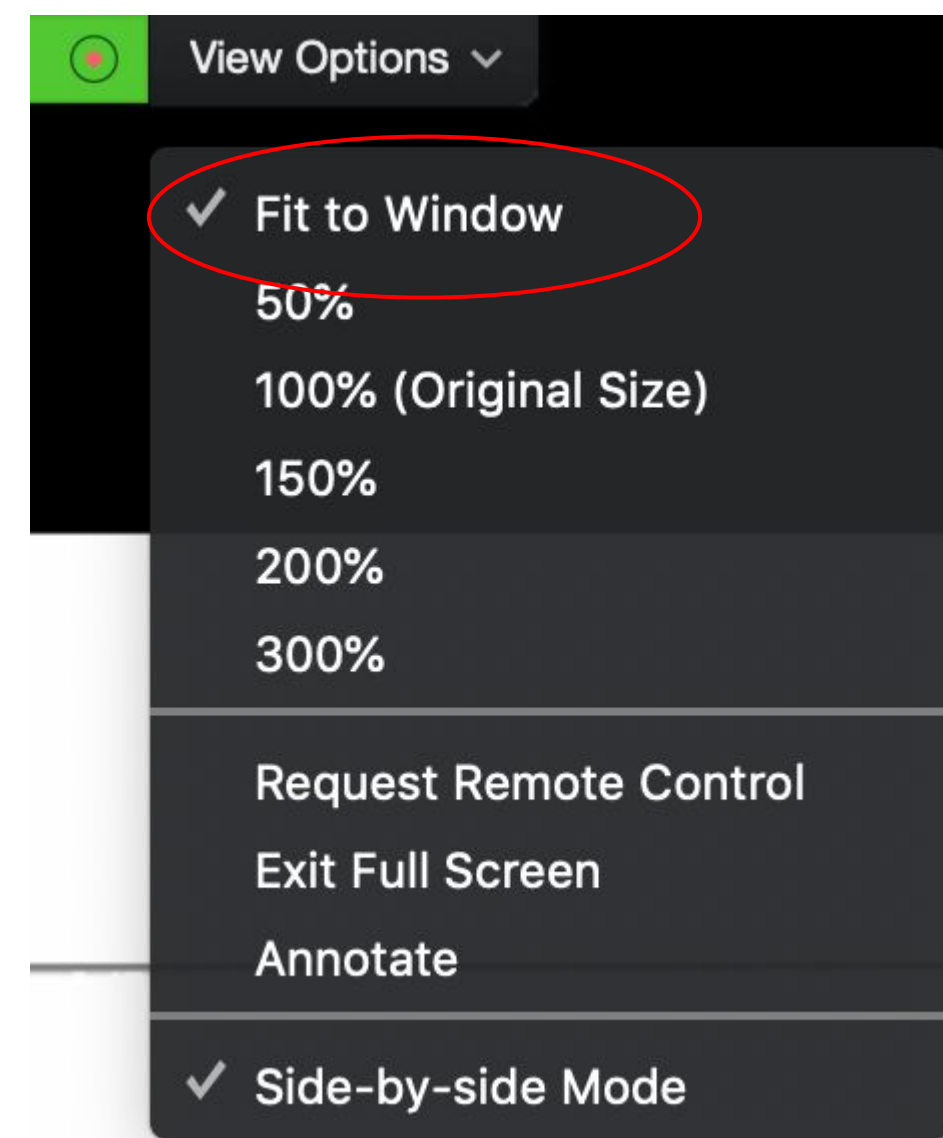 View Options
Fit to Window
50%
100% (Original Size)
150%
200%
300%
Request Remote Control
Exit Full Screen
Annotate
Side-by-side Mode